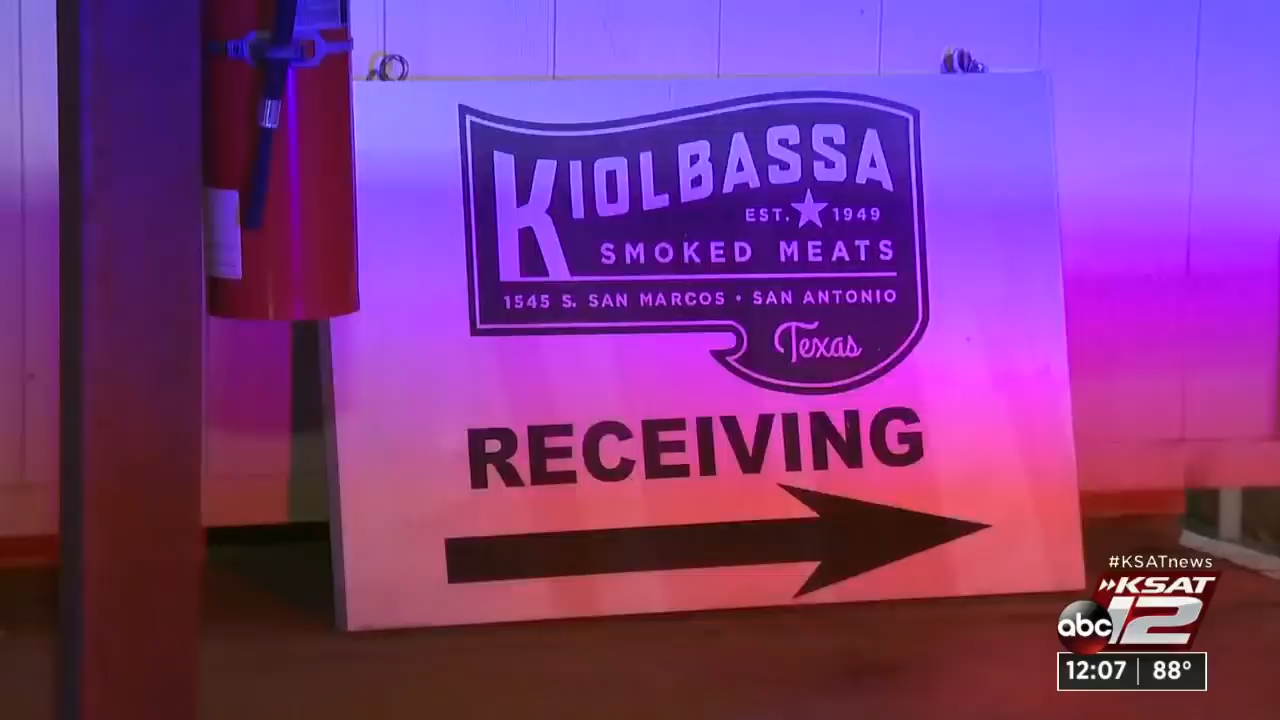 KIOLBASSA
EST. 1949
SMOKED MEATS
1545 S. SAN MARCOS • SAN ANTONIO
Texas
RECEIVING
#KSATnews
KSAT
abc 12
12:07 88°